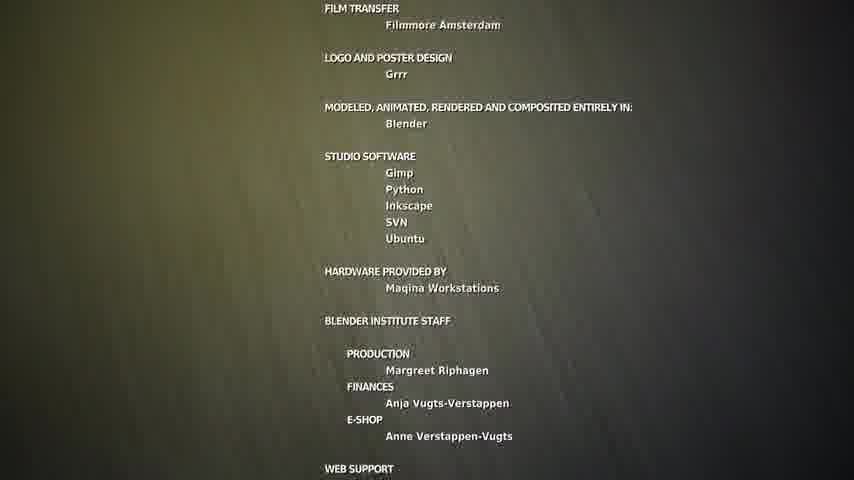 FILM TRANSFER
Filmmore Amsterdam
LOGO AND POSTER DESIGN
Grrr
MODELED, ANIMATED, RENDERED AND COMPOSITED ENTIRELY IN:
Blender
STUDIO SOFTWARE
Gimp
Python
Inkscape
SVN
Ubuntu
HARDWARE PROVIDED BY
Maqina Workstations
BLENDER INSTITUTE STAFF
PRODUCTION
Margreet Riphagen
FINANCES
Anja Vugts-Verstappen
E-SHOP
Anne Verstappen-Vugts
WEB SUPPORT